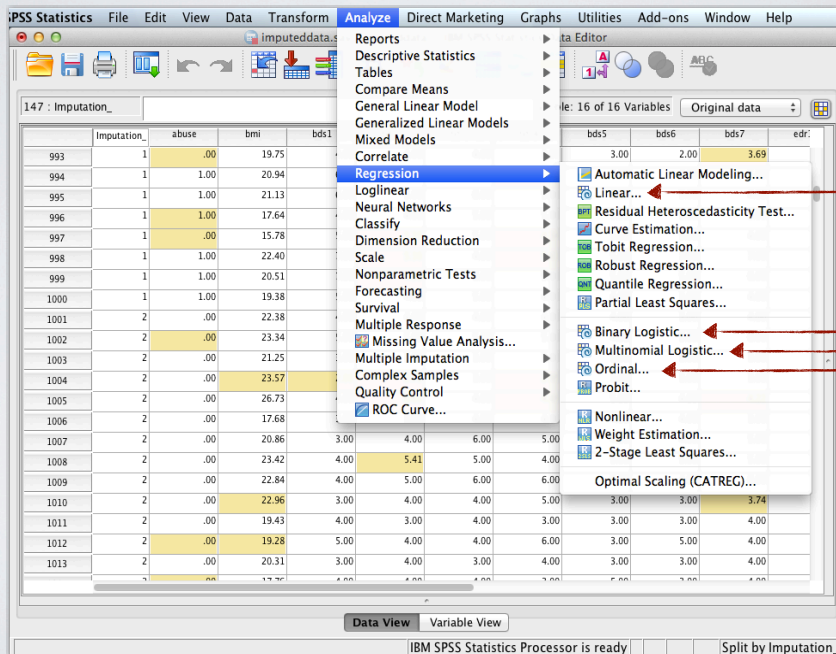 SPSS Statistics File Edit View Data Transform Analyze Direct Marketing Graphs Utilities Add-ons Window Help
imputeddata.s ta Editor
147 : Imputation_ le: 16 of 16 Variables Original data
Reports
Descriptive Statistics
Tables
Compare Means
General Linear Model
Generalized Linear Models
Mixed Models
Correlate
Regression
Loglinear
Neural Networks
Classify
Dimension Reduction
Scale
Nonparametric Tests
Forecasting
Survival
Multiple Response
Missing Value Analysis...
Multiple Imputation
Complex Samples
Quality Control
ROC Curve...
Automatic Linear Modeling...
Linear...
Residual Heteroscedasticity Test...
Curve Estimation...
Tobit Regression...
Robust Regression...
Quantile Regression...
Partial Least Squares...
Binary Logistic...
Multinomial Logistic...
Ordinal...
Probit...
Nonlinear...
Weight Estimation...
2-Stage Least Squares...
Optimal Scaling (CATREG)...
Imputation_ abuse bmi bds1 bds5 bds6 bds7 edr
993 1 .00 19.75 3.00 2.00 3.69
994 1 1.00 20.94
995 1 1.00 21.13
996 1 1.00 17.64
997 1 .00 15.78
998 1 1.00 22.40
999 1 1.00 20.51
1000 1 1.00 19.38
1001 2 .00 22.38
1002 2 .00 23.34
1003 2 .00 21.25
1004 2 .00 23.57
1005 2 .00 26.73
1006 2 .00 17.68
1007 2 .00 20.86 3.00 4.00 6.00 5.00
1008 2 .00 23.42 4.00 5.41 5.00 4.00
1009 2 .00 22.84 4.00 5.00 6.00 6.00
1010 2 .00 22.96 3.00 4.00 4.00 5.00 3.00 3.00 3.74
1011 2 .00 19.43 4.00 3.00 4.00 4.00 3.00 3.00 4.00
1012 2 .00 19.28 5.00 4.00 4.00 6.00 3.00 5.00 4.00
1013 2 .00 20.31 3.00 4.00 3.00 4.00 3.00 3.00 4.00
Data View Variable View
IBM SPSS Statistics Processor is ready Split by Imputation_